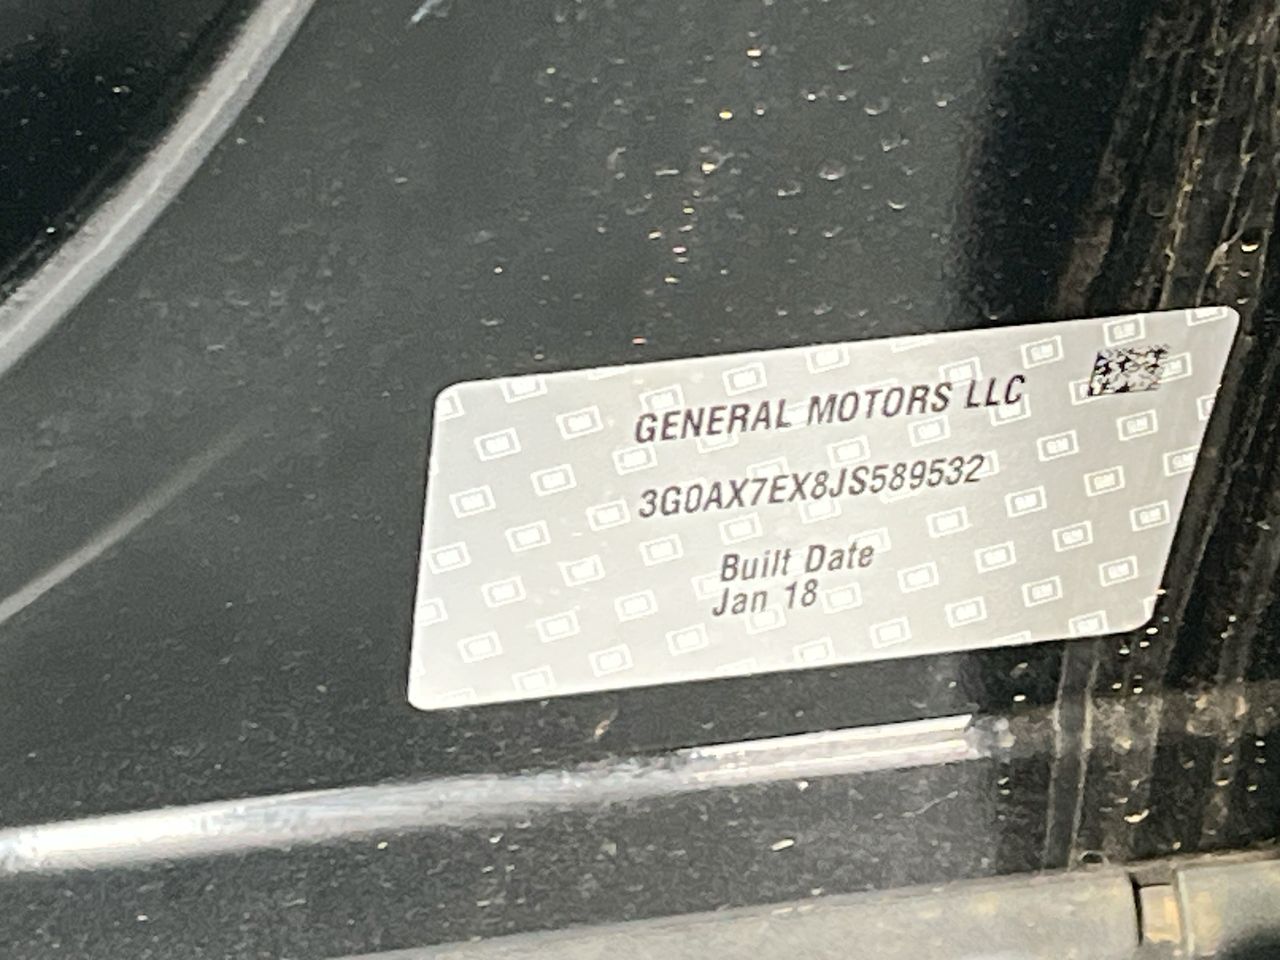 GENERAL MOTORS LLC
3G0AX7EX8JS589532
Built Date
Jan 18